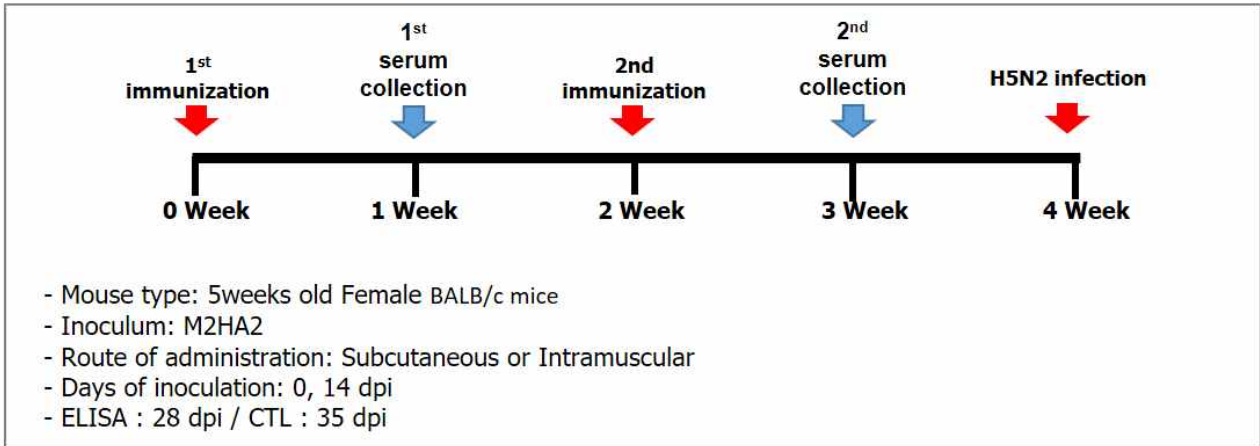 1st
immunization
1st
serum
collection
2nd
immunization
2nd
serum
collection
H5N2 infection
0 Week
1 Week
2 Week
3 Week
4 Week
- Mouse type: 5weeks old Female BALB/c mice
- Inoculum: M2HA2
- Route of administration: Subcutaneous or Intramuscular
- Days of inoculation: 0, 14 dpi
- ELISA : 28 dpi / CTL : 35 dpi